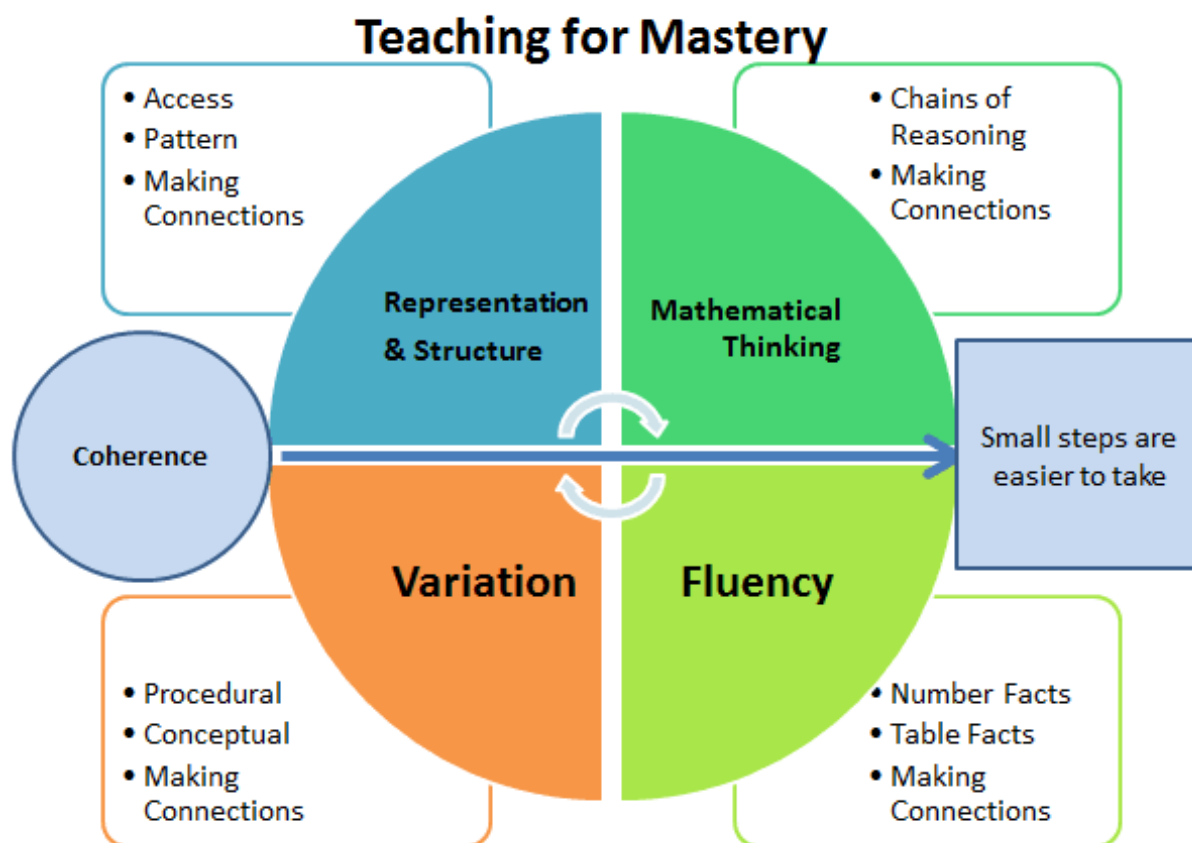 Teaching for Mastery
• Access
• Pattern
• Making
Connections
• Chains of
Reasoning
• Making
Connections
Representation
& Structure
Mathematical
Thinking
Coherence
Small steps are
easier to take
Variation
Fluency
• Procedural
• Conceptual
• Making
Connections
• Number Facts
• Table Facts
• Making
Connections